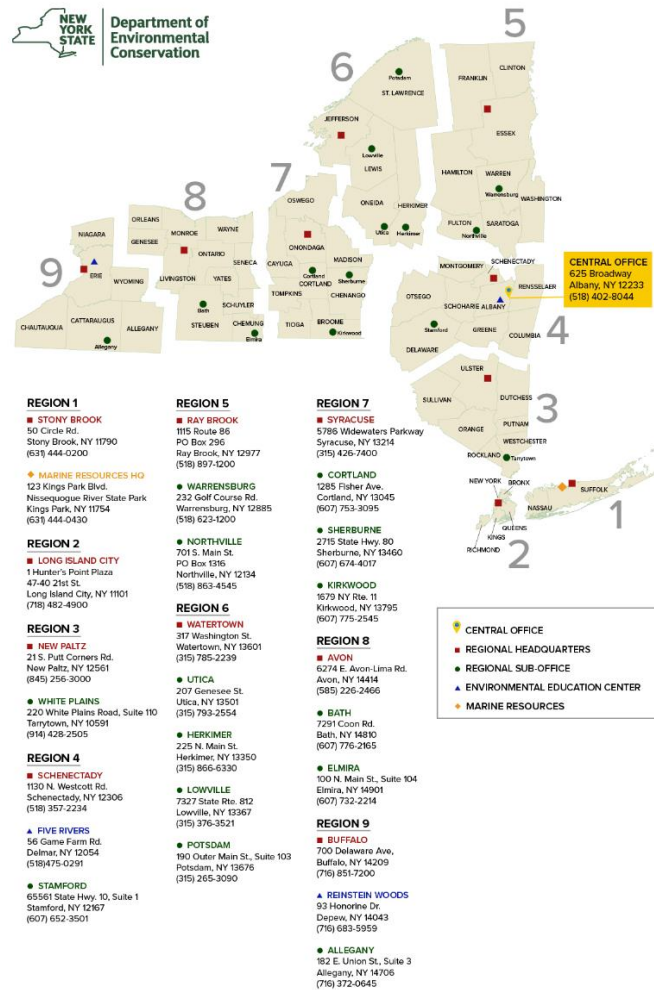 NEW
YORK
STATE
Department of
Environmental
Conservation
5
CLINTON
FRANKLIN
ESSEX
HAMILTON
WARREN
Warrensburg
WASHINGTON
FULTON
SARATOGA
Northville
6
Potsdam
ST. LAWRENCE
JEFFERSON
Lowville
LEWIS
ONEIDA
HERKIMER
Utica
Herkimer
7
OSWEGO
ONONDAGA
CAYUGA
MADISON
Cortland
CORTLAND
Sherburne
TOMPKINS
CHENANGO
TIOGA
BROOME
Kirkwood
8
ORLEANS
MONROE
WAYNE
GENESEE
ONTARIO
SENECA
LIVINGSTON
YATES
Bath
SCHUYLER
STEUBEN
CHEMUNG
Elmira
9
NIAGARA
ERIE
WYOMING
CHAUTAUQUA
CATTARAUGUS
ALLEGANY
Allegany
MONTGOMERY
SCHENECTADY
RENSSELAER
OTSEGO
SCHOHARIE
ALBANY
Stamford
GREENE
COLUMBIA
DELAWARE
4
CENTRAL OFFICE
625 Broadway
Albany, NY 12233
(518) 402-8044
ULSTER
SULLIVAN
DUTCHESS
3
ORANGE
PUTNAM
WESTCHESTER
ROCKLAND
Tarrytown
NEW YORK
BRONX
QUEENS
KINGS
RICHMOND
2
NASSAU
SUFFOLK
1
REGION 1
STONY BROOK
50 Circle Rd.
Stony Brook, NY 11790
(631) 444-0200
MARINE RESOURCES HQ
123 Kings Park Blvd.
Nissequogue River State Park
Kings Park, NY 11754
(631) 444-0430
REGION 2
LONG ISLAND CITY
1 Hunter's Point Plaza
47-40 21st St.
Long Island City, NY 11101
(718) 482-4900
REGION 3
NEW PALTZ
21 S. Putt Corners Rd.
New Paltz, NY 12561
(845) 256-3000
WHITE PLAINS
220 White Plains Road, Suite 110
Tarrytown, NY 10591
(914) 428-2505
REGION 4
SCHENECTADY
1130 N. Westcott Rd.
Schenectady, NY 12306
(518) 357-2234
FIVE RIVERS
56 Game Farm Rd.
Delmar, NY 12054
(518)475-0291
STAMFORD
65561 State Hwy. 10, Suite 1
Stamford, NY 12167
(607) 652-3501
REGION 5
RAY BROOK
1115 Route 86
PO Box 296
Ray Brook, NY 12977
(518) 897-1200
WARRENSBURG
232 Golf Course Rd.
Warrensburg, NY 12885
(518) 623-1200
NORTHVILLE
701 S. Main St.
PO Box 1316
Northville, NY 12134
(518) 863-4545
REGION 6
WATERTOWN
317 Washington St.
Watertown, NY 13601
(315) 785-2239
UTICA
207 Genesee St.
Utica, NY 13501
(315) 793-2554
HERKIMER
225 N. Main St.
Herkimer, NY 13350
(315) 866-6330
LOWVILLE
7327 State Rte. 812
Lowville, NY 13367
(315) 376-3521
POTSDAM
190 Outer Main St., Suite 103
Potsdam, NY 13676
(315) 265-3090
REGION 7
SYRACUSE
5786 Widewaters Parkway
Syracuse, NY 13214
(315) 426-7400
CORTLAND
1285 Fisher Ave.
Cortland, NY 13045
(607) 753-3095
SHERBURNE
2715 State Hwy. 80
Sherburne, NY 13460
(607) 674-4017
KIRKWOOD
1679 NY Rte. 11
Kirkwood, NY 13795
(607) 775-2545
REGION 8
AVON
6274 E. Avon-Lima Rd.
Avon, NY 14414
(585) 226-2466
BATH
7291 Coon Rd.
Bath, NY 14810
(607) 776-2165
ELMIRA
100 N. Main St., Suite 104
Elmira, NY 14901
(607) 732-2214
REGION 9
BUFFALO
700 Delaware Ave,
Buffalo, NY 14209
(716) 851-7200
REINSTEIN WOODS
93 Honorine Dr.
Depew, NY 14043
(716) 683-5959
ALLEGANY
182 E. Union St., Suite 3
Allegany, NY 14706
(716) 372-0645
CENTRAL OFFICE
REGIONAL HEADQUARTERS
REGIONAL SUB-OFFICE
ENVIRONMENTAL EDUCATION CENTER
MARINE RESOURCES